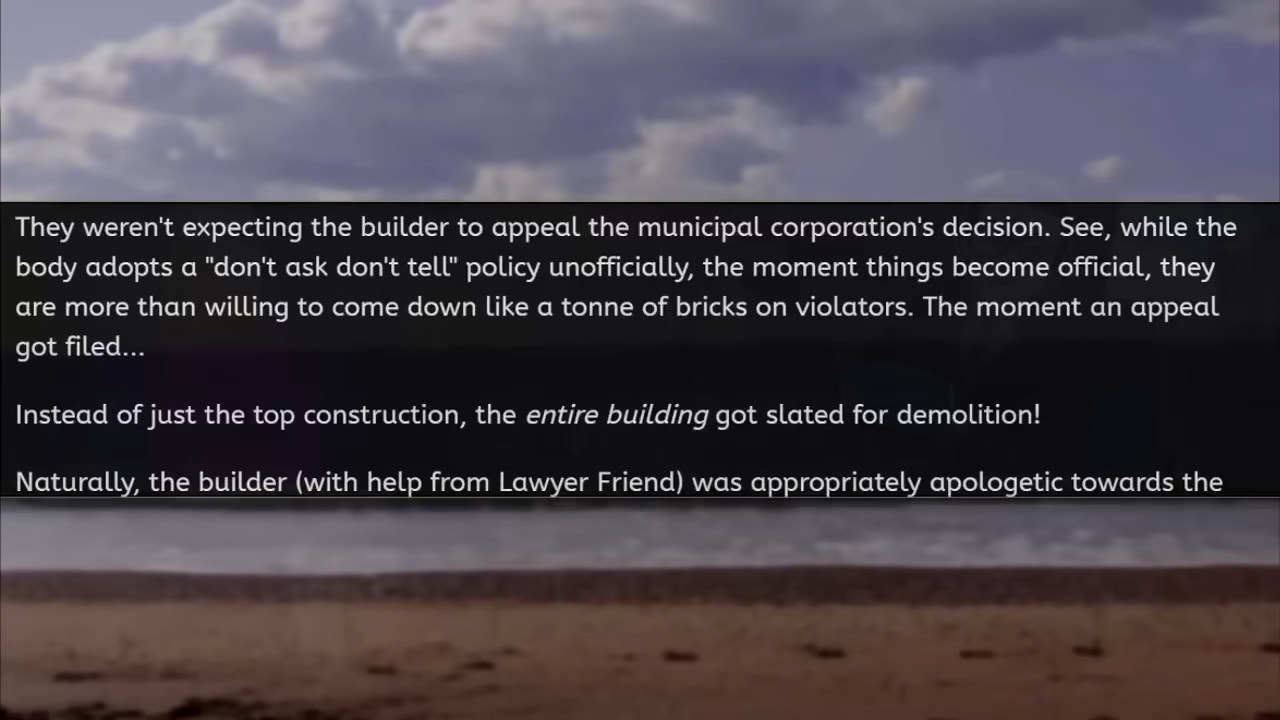 They weren't expecting the builder to appeal the municipal corporation's decision. See, while the
body adopts a "don't ask don't tell" policy unofficially, the moment things become official, they
are more than willing to come down like a tonne of bricks on violators. The moment an appeal
got filed...
Instead of just the top construction, the entire building got slated for demolition!
Naturally, the builder (with help from Lawyer Friend) was appropriately apologetic towards the